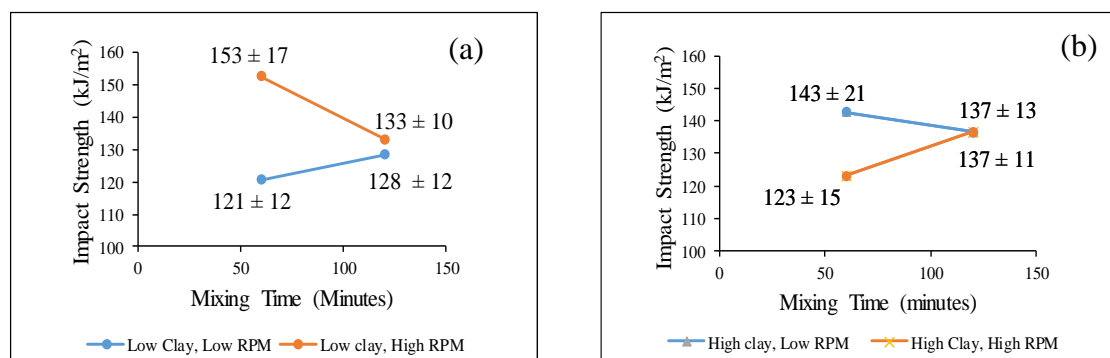 (a)
Impact Strength (kJ/m²)
160
150
140
130
120
110
100
153 ± 17
133 ± 10
128 ± 12
121 ± 12
0
50
100
150
Mixing Time (Minutes)
Low Clay, Low RPM
Low clay, High RPM
(b)
Impact Strength (kJ/m²)
160
150
140
130
120
110
100
143 ± 21
137 ± 13
137 ± 11
123 ± 15
0
50
100
150
Mixing Time (minutes)
High clay, Low RPM
High Clay, High RPM